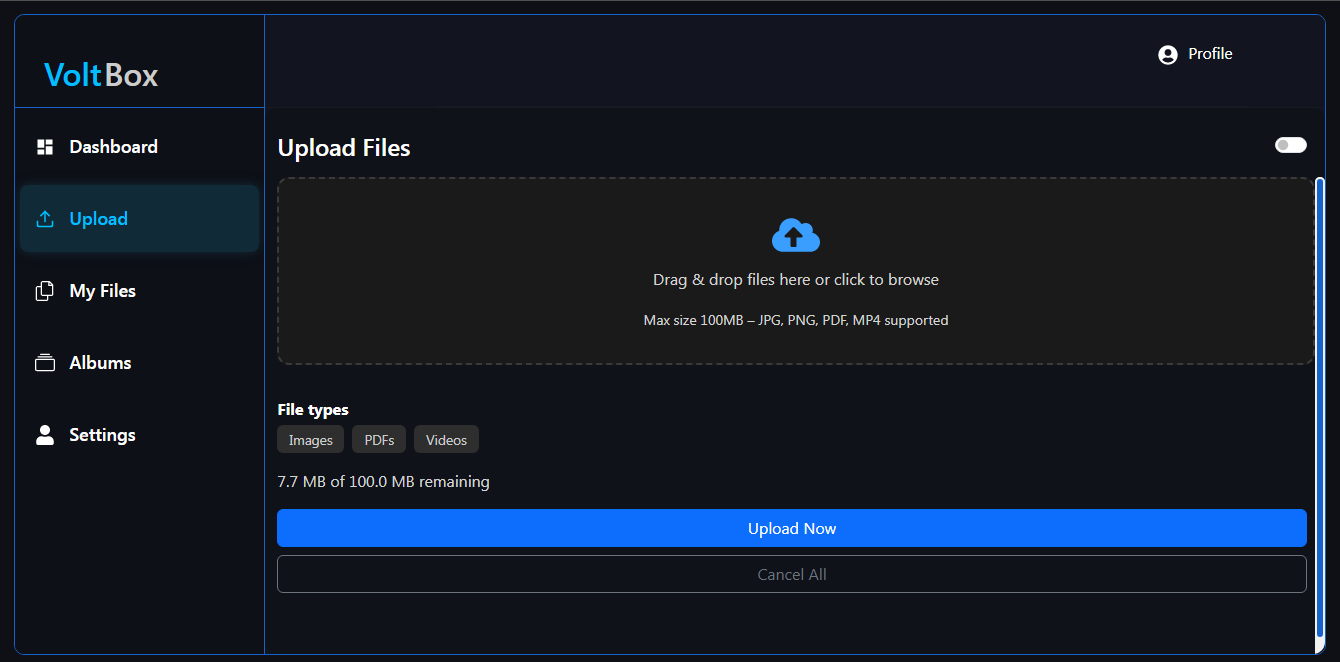 VoltBox
Profile
Dashboard
Upload
My Files
Albums
Settings
Upload Files
Drag & drop files here or click to browse
Max size 100MB – JPG, PNG, PDF, MP4 supported
File types
Images PDFs Videos
7.7 MB of 100.0 MB remaining
Upload Now
Cancel All